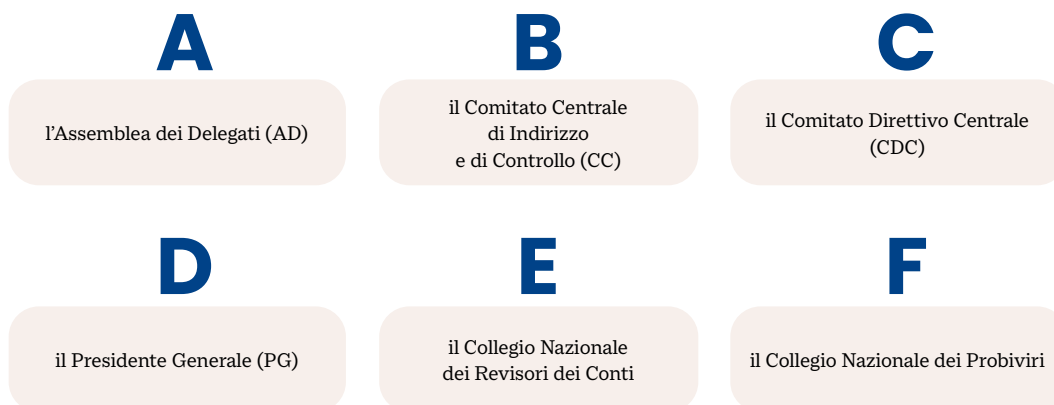 A
l’Assemblea dei Delegati (AD)
B
il Comitato Centrale
di Indirizzo
e di Controllo (CC)
C
il Comitato Direttivo Centrale
(CDC)
D
il Presidente Generale (PG)
E
il Collegio Nazionale
dei Revisori dei Conti
F
il Collegio Nazionale dei Probiviri